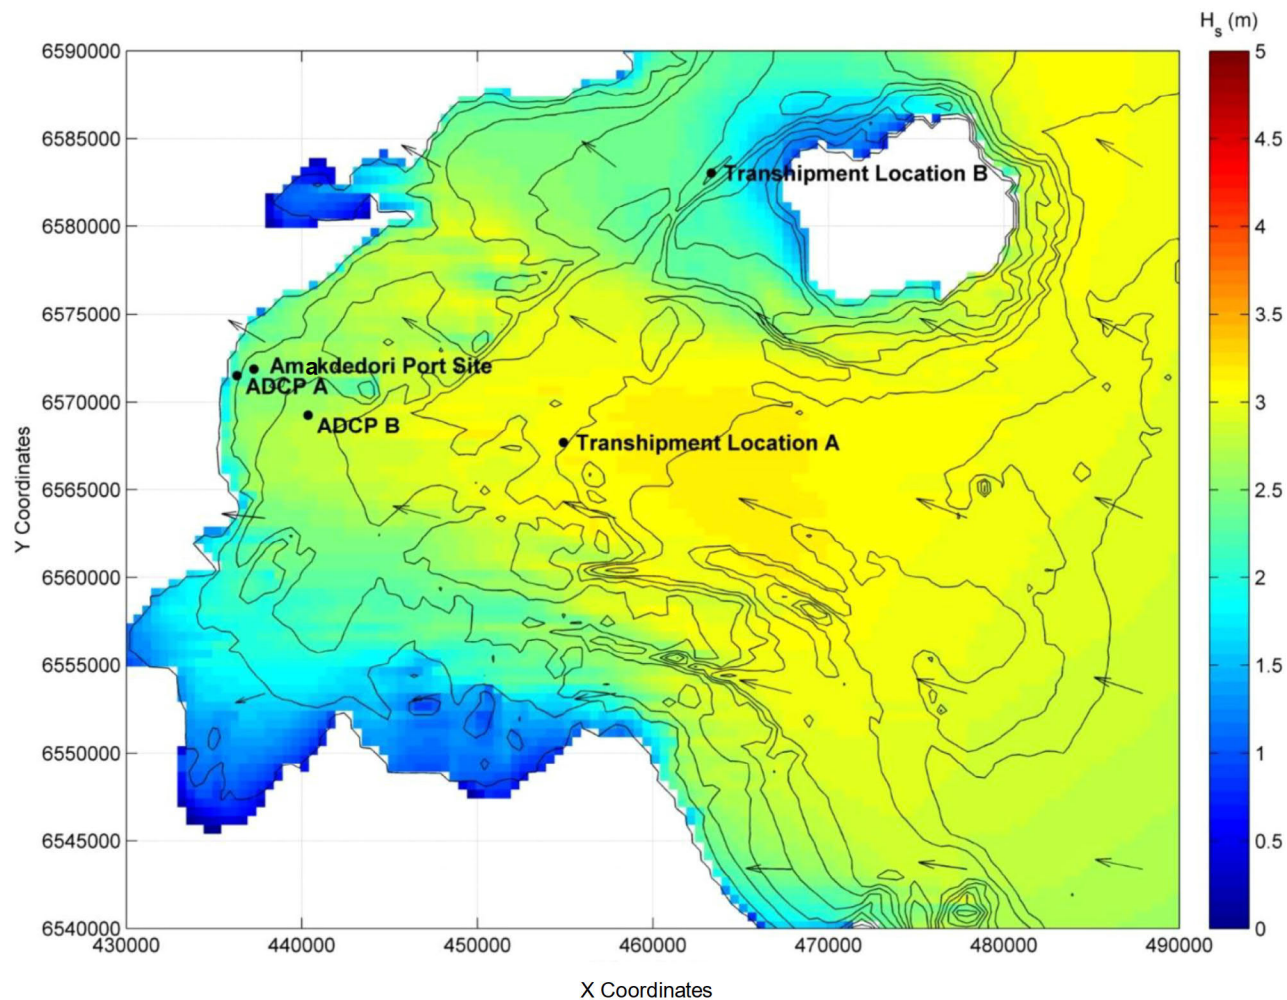 Hs (m)
6590000
6585000
6580000
6575000
6570000
6565000
6560000
6555000
6550000
6545000
6540000
Y Coordinates
Transhipment Location B
Amakdedori Port Site
ADCP A
ADCP B
Transhipment Location A
5
4.5
4
3.5
3
2.5
2
1.5
1
0.5
0
430000 440000 450000 460000 470000 480000 490000
X Coordinates